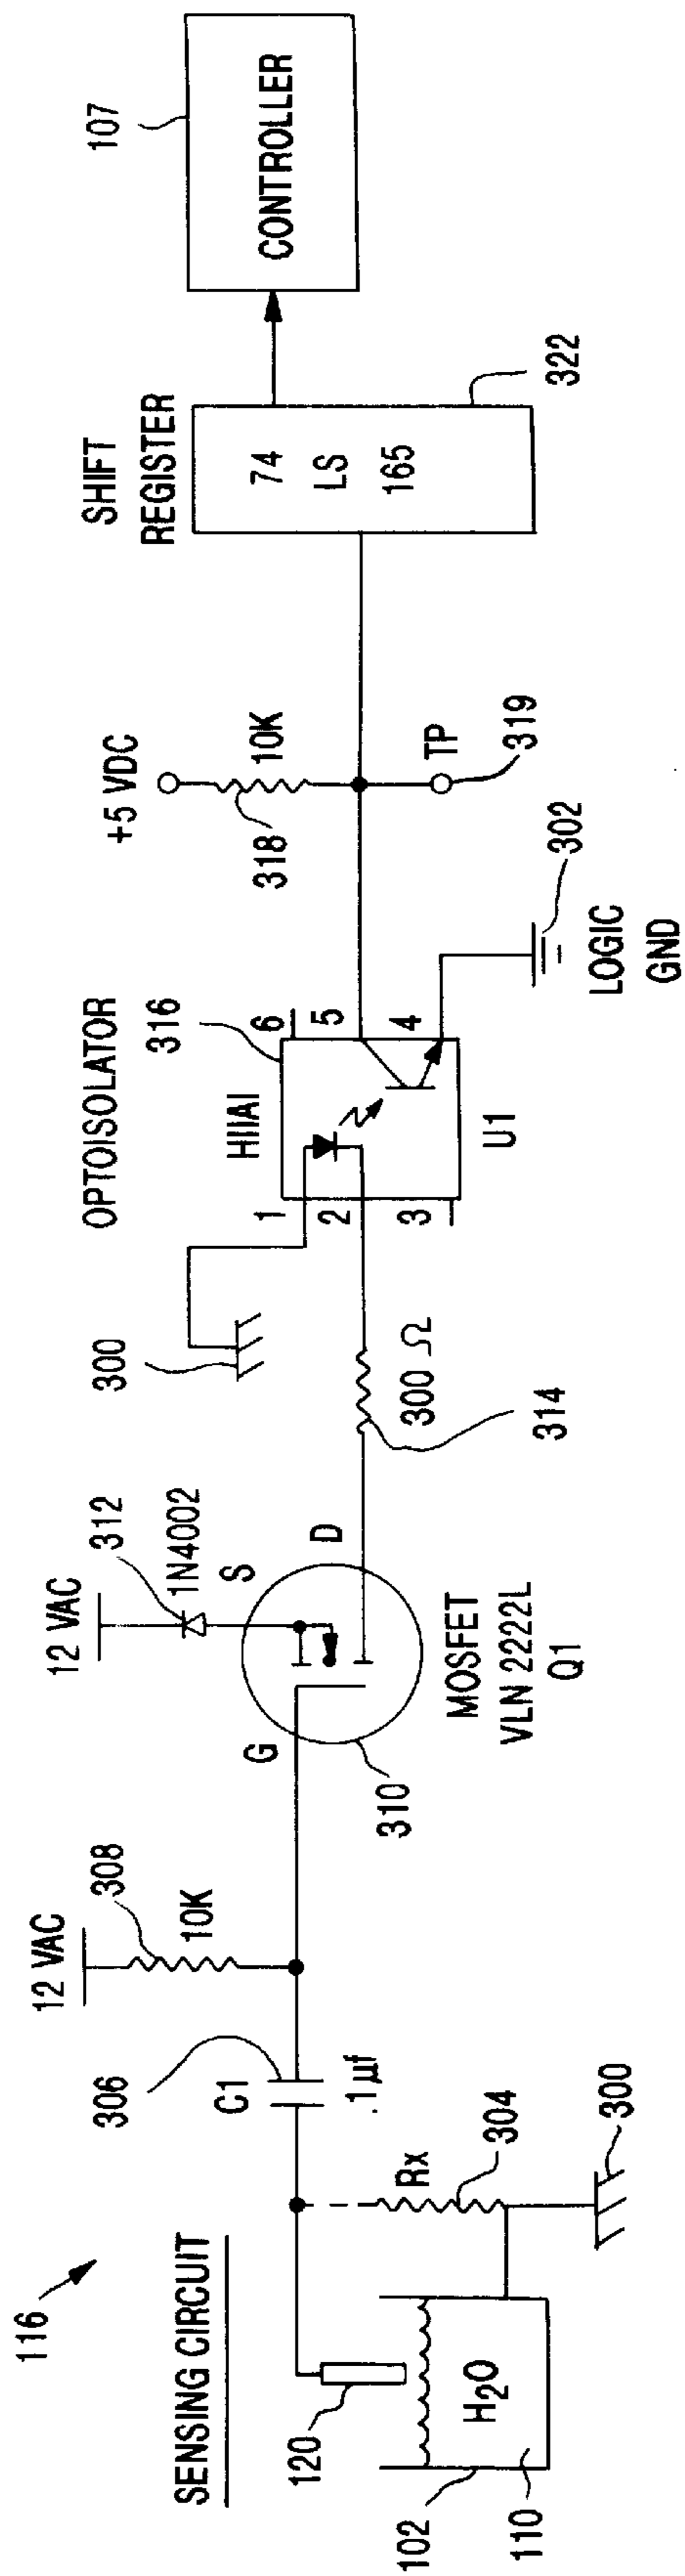 116
SENSING CIRCUIT
120
102
110
H2O
Rx
304
300
306
C1
.1µf
12 VAC
308
10K
G
310
12 VAC
312
1N4002
S
D
MOSFET
VLN 2222L
Q1
300 Ω
314
300
OPTOISOLATOR
316
HIIAI
1
2
3
6
5
4
U1
+5 VDC
318
10K
TP
319
302
LOGIC
GND
SHIFT
REGISTER
74
LS
165
322
107
CONTROLLER